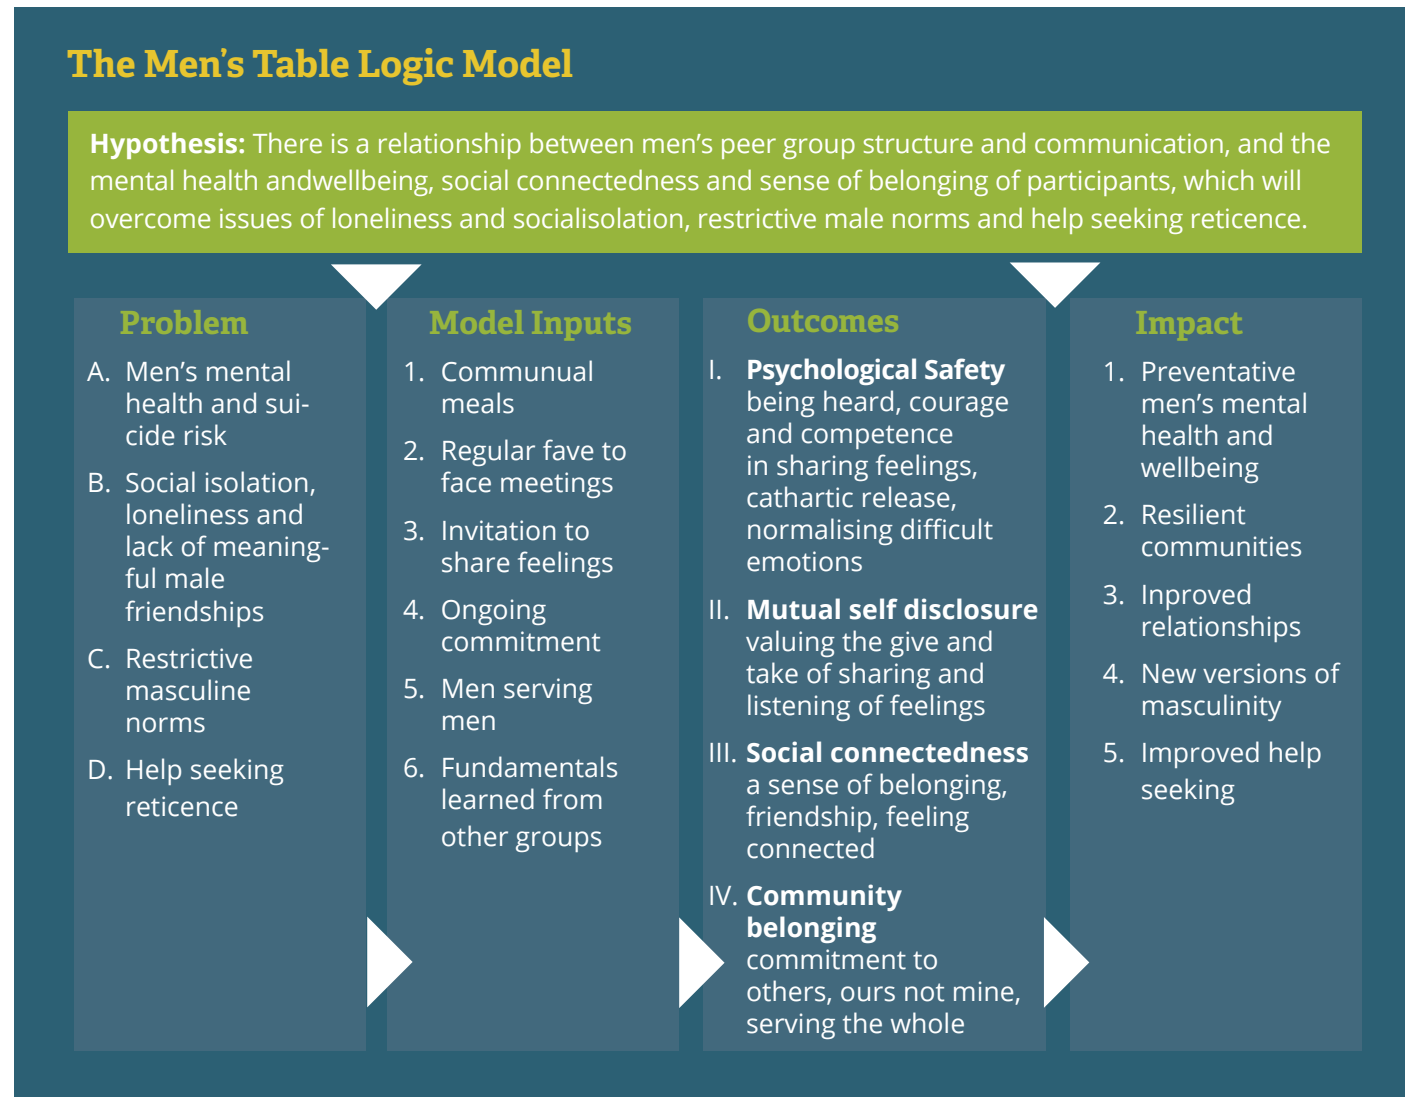 The Men's Table Logic Model
Hypothesis: There is a relationship between men's peer group structure and communication, and the
mental health andwellbeing, social connectedness and sense of belonging of participants, which will
overcome issues of loneliness and socialisolation, restrictive male norms and help seeking reticence.
Problem
A. Men's mental
health and sui-
cide risk
B. Social isolation,
loneliness and
lack of meaning-
ful male
friendships
C. Restrictive
masculine
norms
D. Help seeking
reticence
Model Inputs
1. Communual
meals
2. Regular fave to
face meetings
3. Invitation to
share feelings
4. Ongoing
commitment
5. Men serving
men
6. Fundamentals
learned from
other groups
Outcomes
I. Psychological Safety
being heard, courage
and competence
in sharing feelings,
cathartic release,
normalising difficult
emotions
II. Mutual self disclosure
valuing the give and
take of sharing and
listening of feelings
III. Social connectedness
a sense of belonging,
friendship, feeling
connected
IV. Community
belonging
commitment to
others, ours not mine,
serving the whole
Impact
1. Preventative
men's mental
health and
wellbeing
2. Resilient
communities
3. Inproved
relationships
4. New versions of
masculinity
5. Improved help
seeking